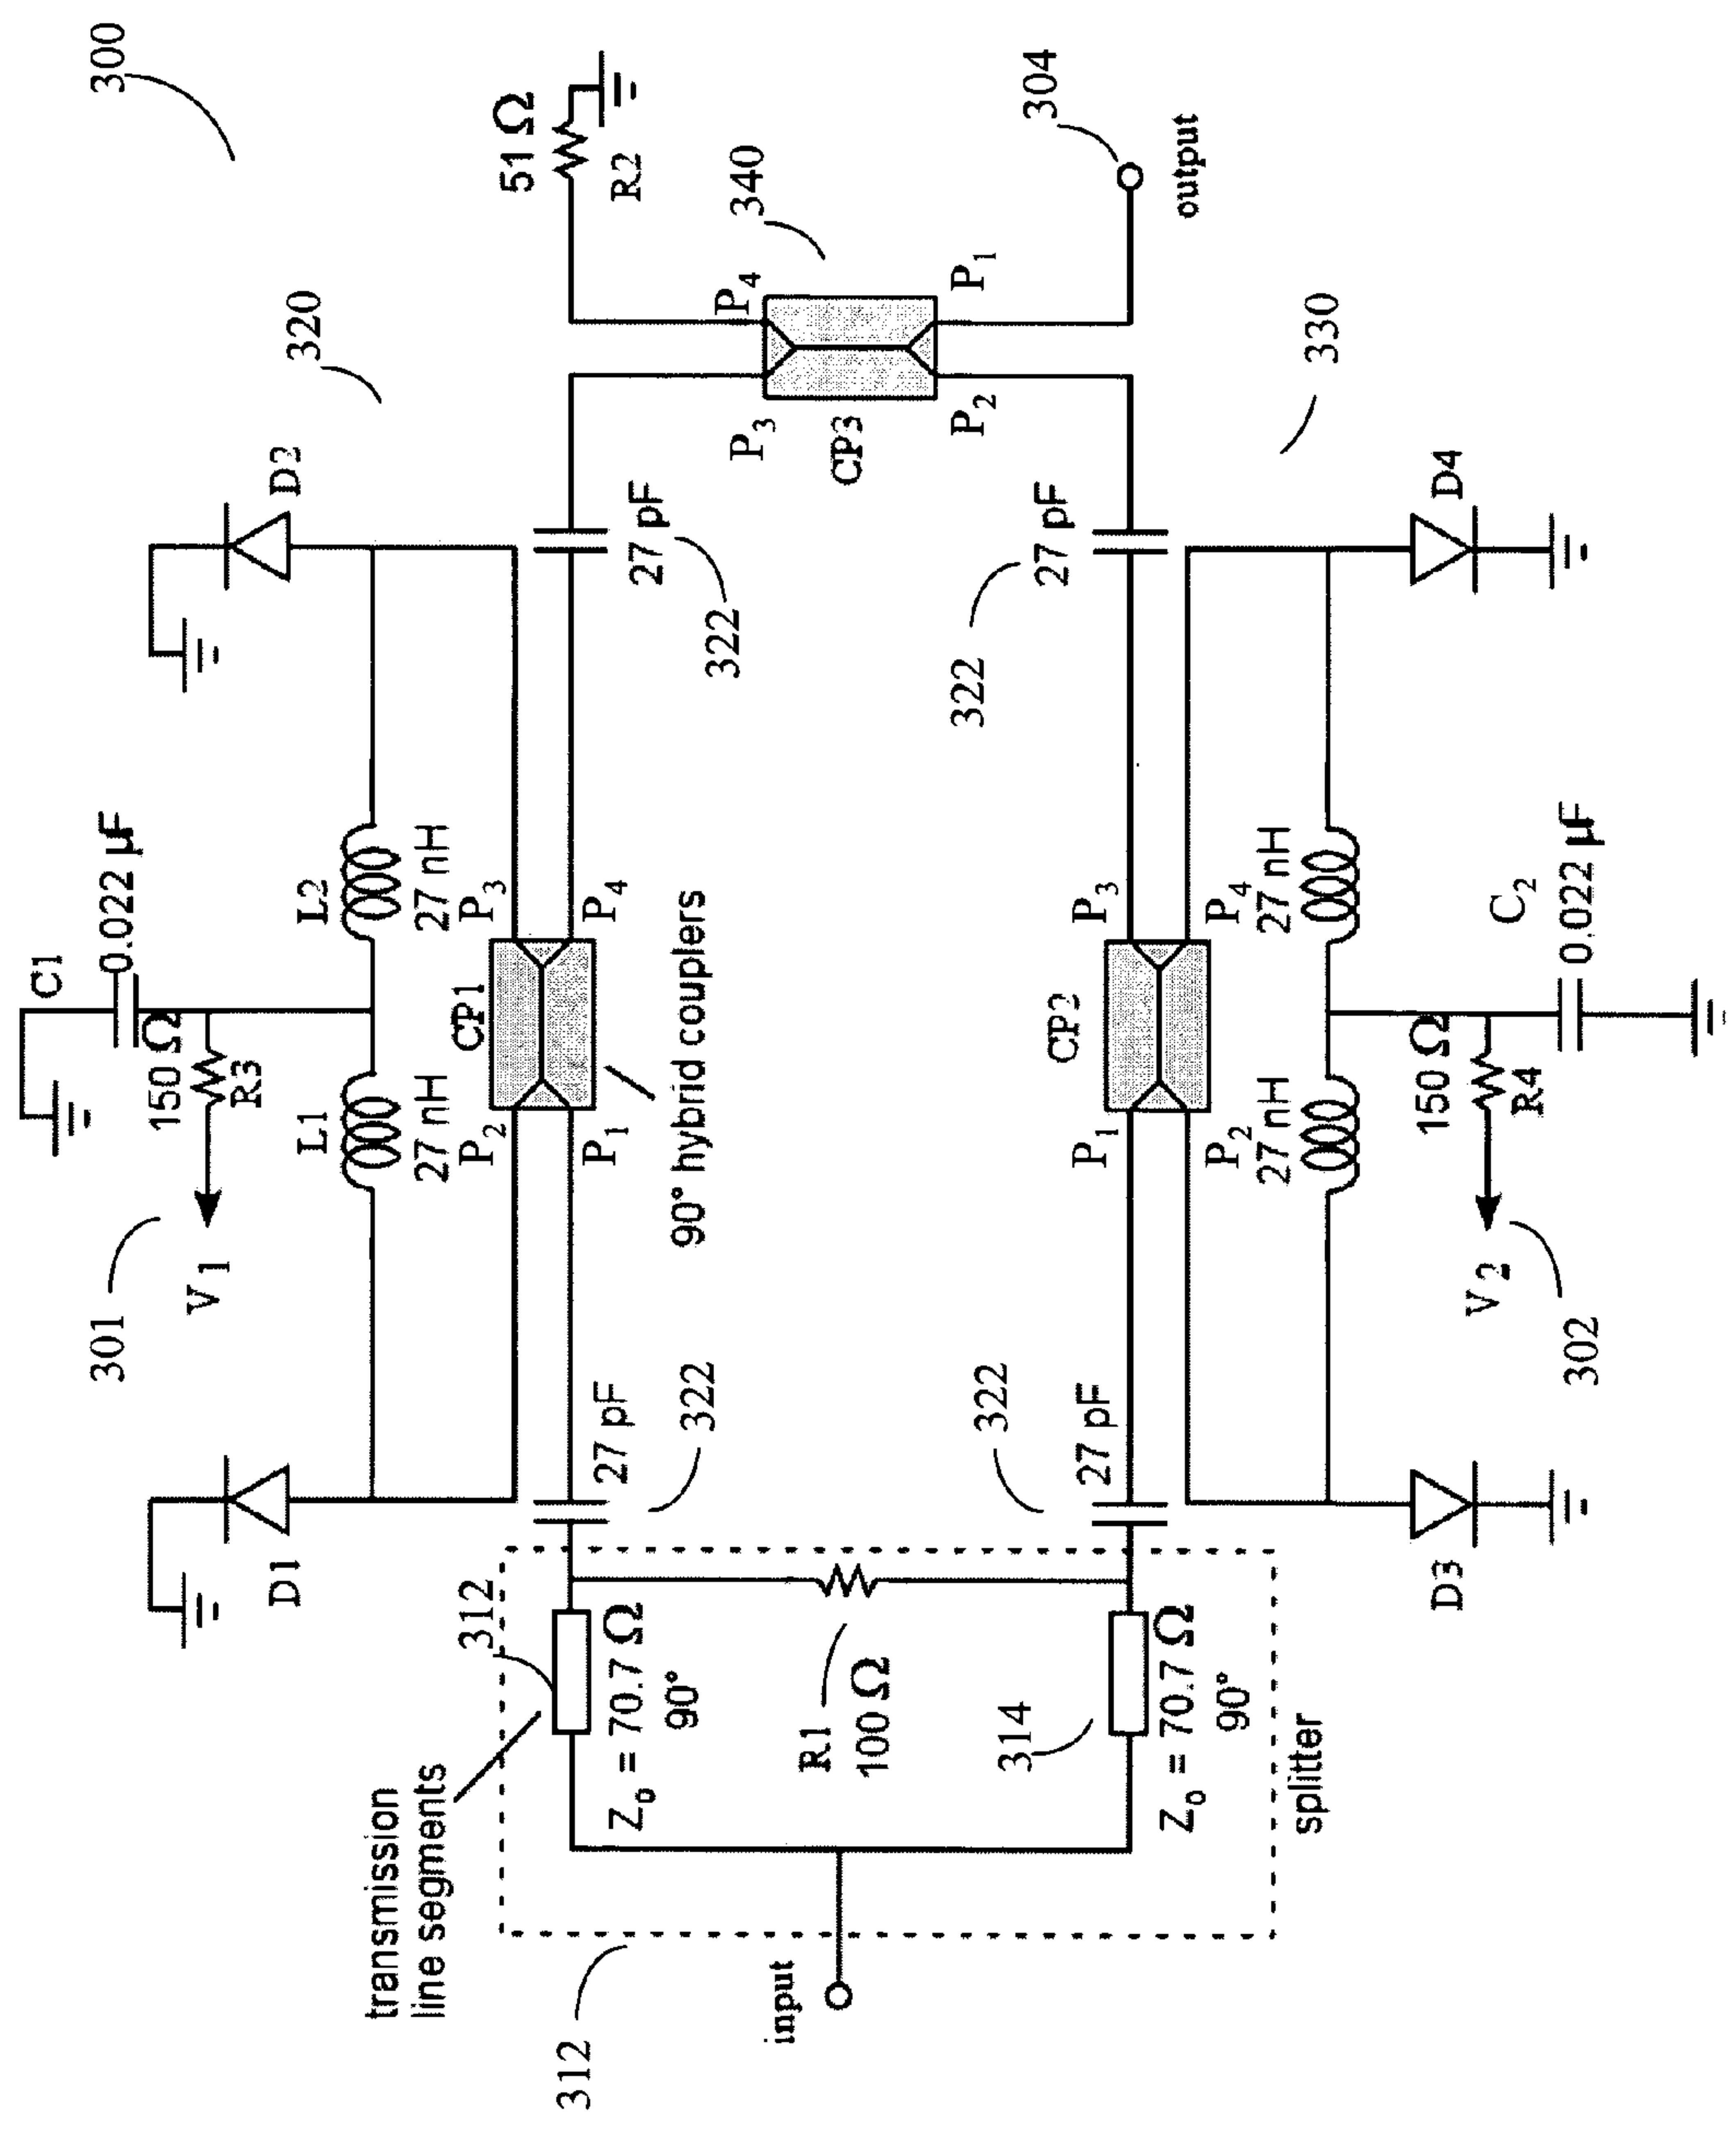 300
51 Ω
R2
304
output
340
P4
P1
P3
P2
CP3
320
330
D2
D4
27 pF
322
27 pF
322
C1
0.022 µF
150 Ω
R3
L2
27 nH
L1
27 nH
P3
P4
CP1
P2
P1
90° hybrid couplers
P3
P4
27 nH
CP2
P1
P2
27 nH
C2
0.022 µF
150 Ω
R4
301
V1
V2
302
27 pF
322
27 pF
322
D1
D3
312
Z0 = 70.7 Ω
90°
R1
100 Ω
314
Z0 = 70.7 Ω
90°
splitter
transmission
line segments
input
312